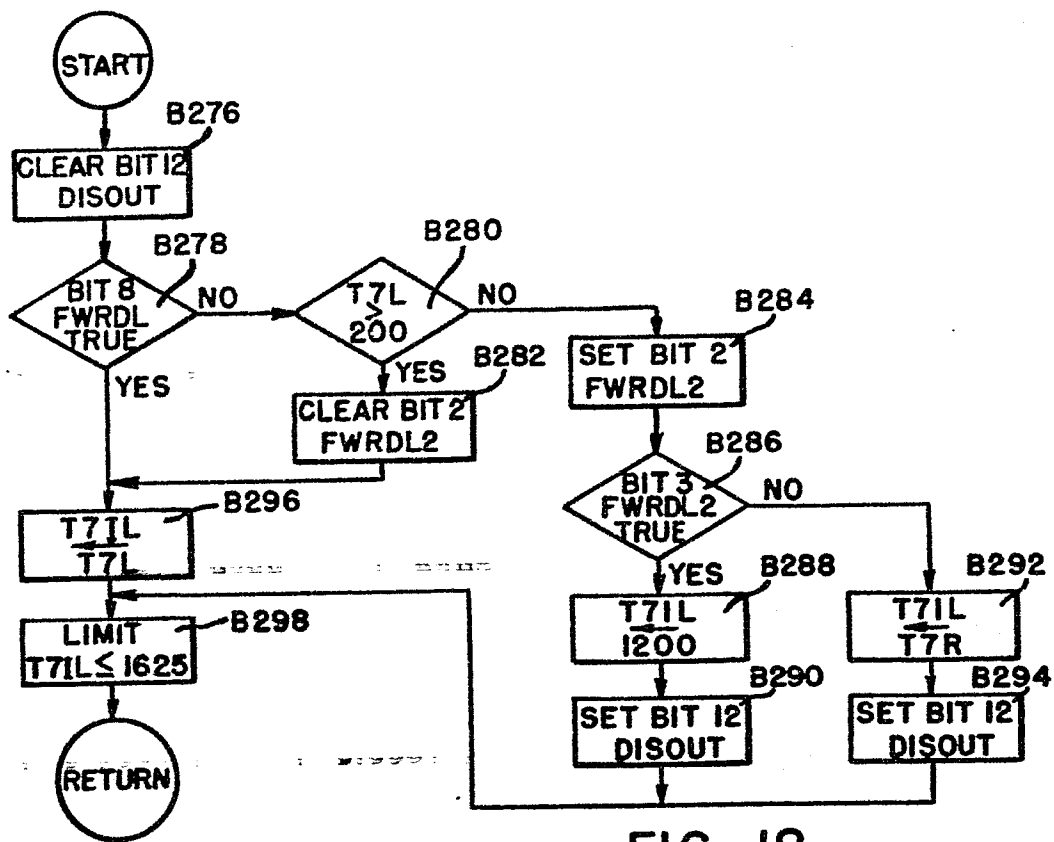 START
B276
CLEAR BIT 12
DISOUT
B278
BIT 8
FWRDL
TRUE
NO
YES
B280
T7L
>
200
NO
YES
B282
CLEAR BIT 2
FWRDL2
B284
SET BIT 2
FWRDL2
B286
BIT 3
FWRDL2
TRUE
NO
YES
B288
T7IL
←
1200
B290
SET BIT 12
DISOUT
B292
T7IL
←
T7R
B294
SET BIT 12
DISOUT
B296
T7IL
←
T7L
B298
LIMIT
T7IL ≤ 1625
RETURN
FIG. 18